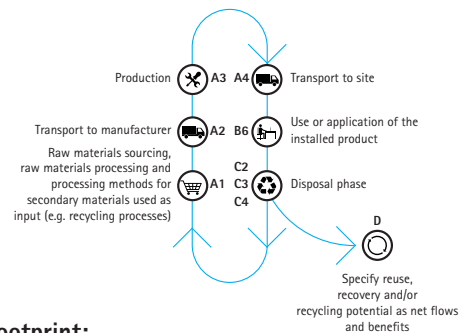 Production
A3
A4
Transport to site
Transport to manufacturer
A2
B6
Use or application of the
installed product
Raw materials sourcing,
raw materials processing and
processing methods for
secondary materials used as
input (e.g. recycling processes)
A1
C2
C3
C4
Disposal phase
D
Specify reuse,
recovery and/or
recycling potential as net flows
and benefits